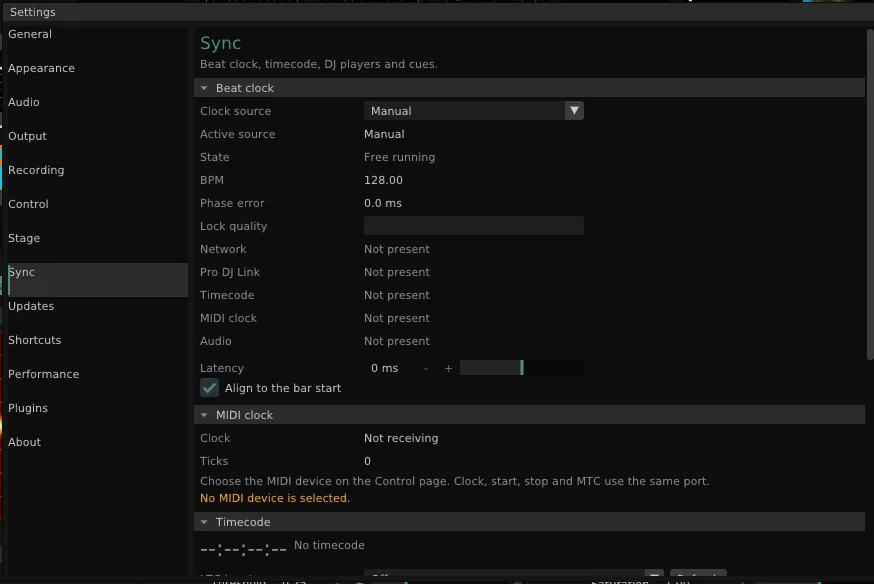 Settings
General
Appearance
Audio
Output
Recording
Control
Stage
Sync
Updates
Shortcuts
Performance
Plugins
About
Sync
Beat clock, timecode, DJ players and cues.
Beat clock
Clock source Manual
Active source Manual
State Free running
BPM 128.00
Phase error 0.0 ms
Lock quality
Network Not present
Pro DJ Link Not present
Timecode Not present
MIDI clock Not present
Audio Not present
Latency 0 ms - +
Align to the bar start
MIDI clock
Clock Not receiving
Ticks 0
Choose the MIDI device on the Control page. Clock, start, stop and MTC use the same port.
No MIDI device is selected.
Timecode
--:--:--:-- No timecode